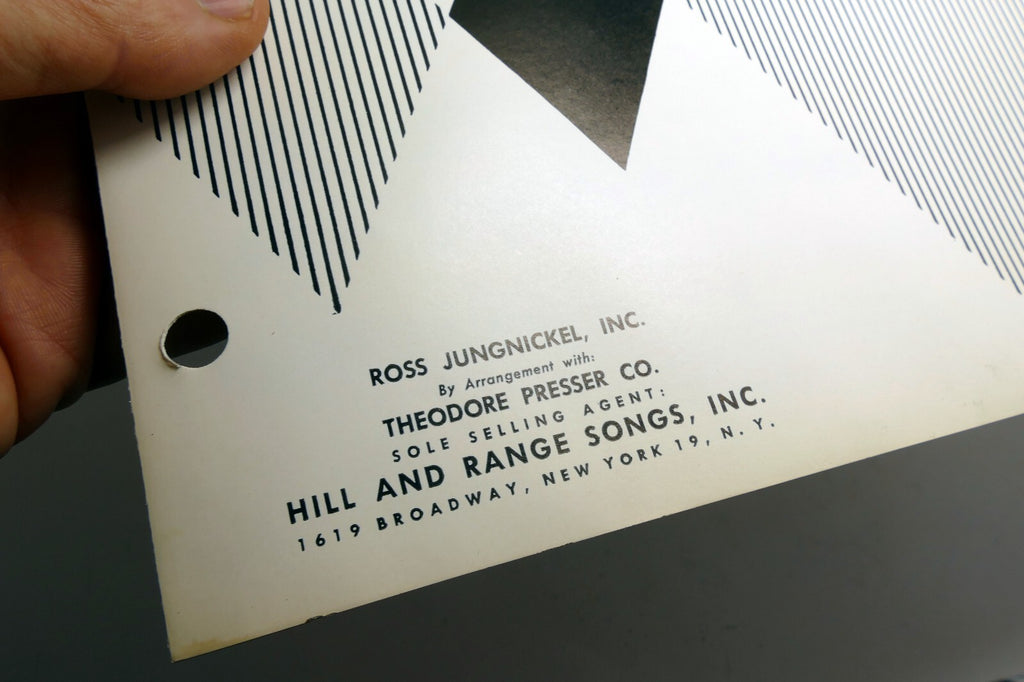 ROSS JUNGNICKEL, INC.
By Arrangement with:
THEODORE PRESSER CO.
SOLE SELLING AGENT:
HILL AND RANGE SONGS, INC.
1619 BROADWAY, NEW YORK 19, N. Y.